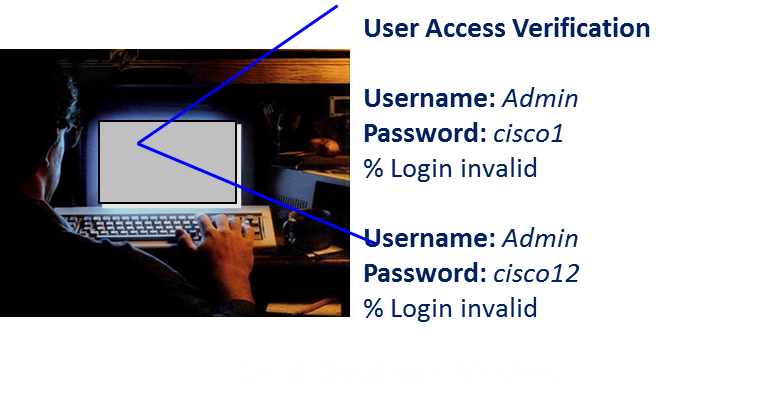 User Access Verification
Username: Admin
Password: cisco1
% Login invalid
Username: Admin
Password: cisco12
% Login invalid